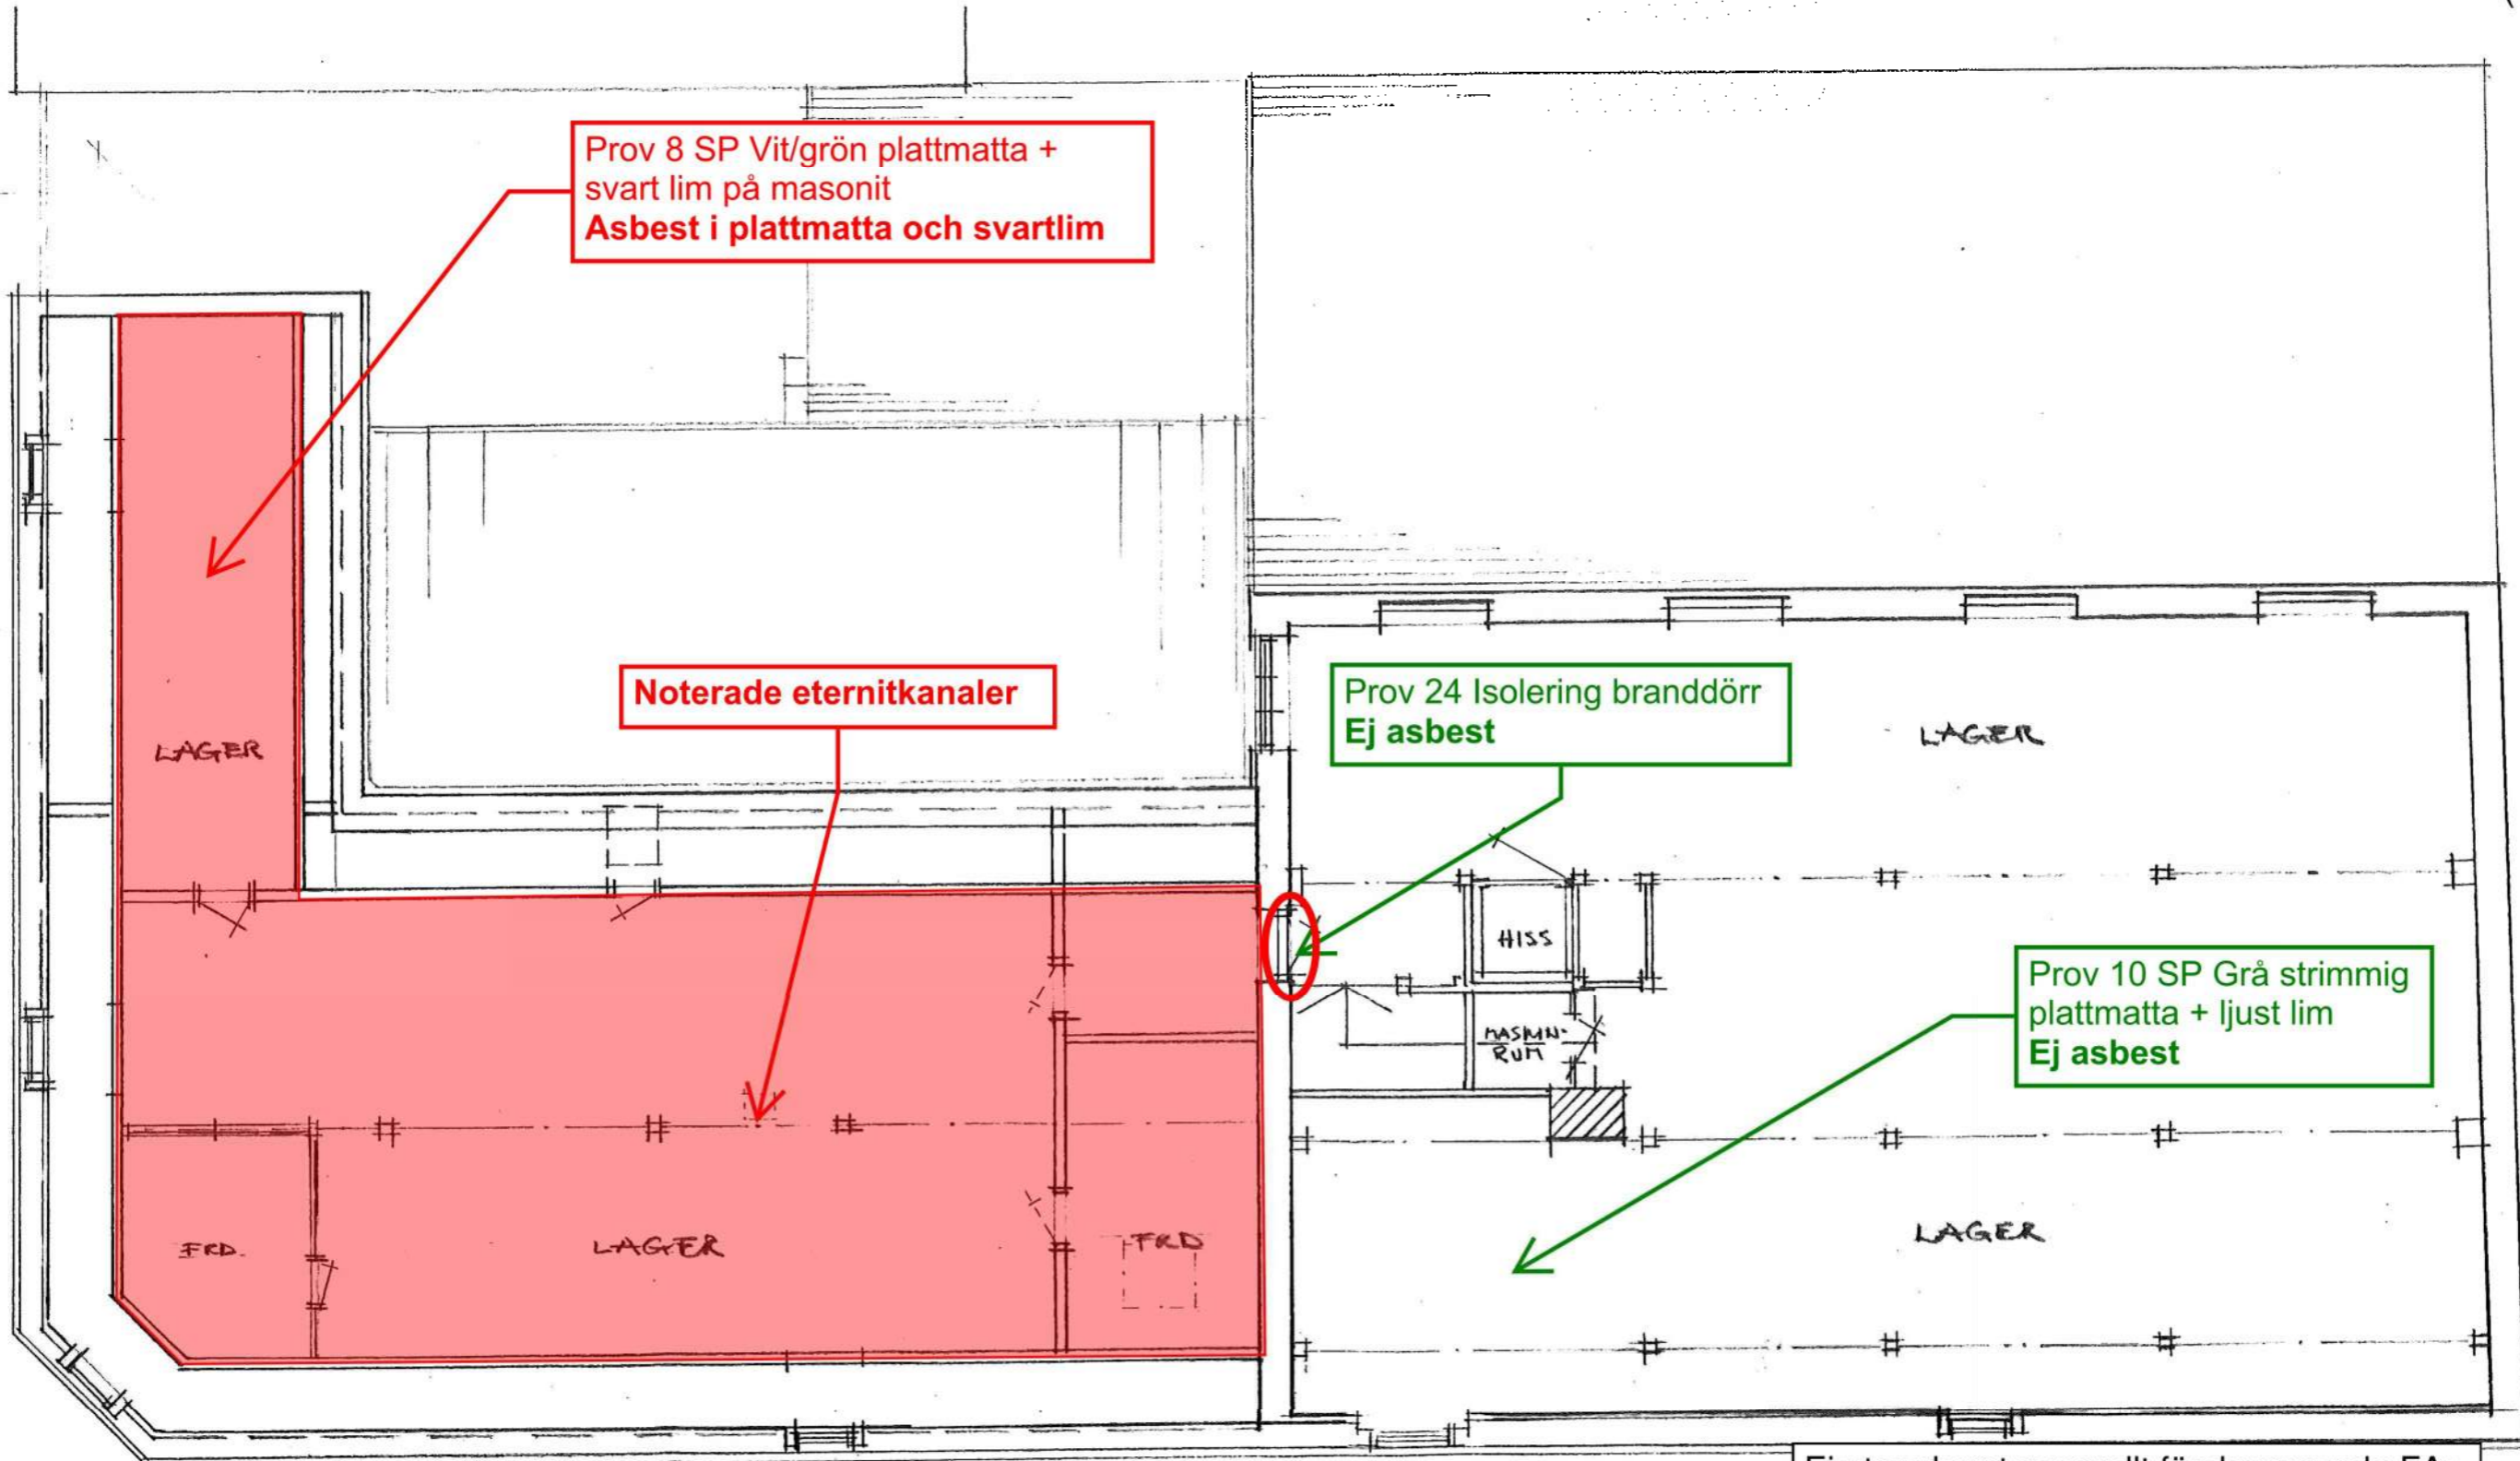 Prov 8 SP Vit/grön plattmatta +
svart lim på masonit
Asbest i plattmatta och svartlim
Noterade eternitkanaler
Prov 24 Isolering branddörr
Ej asbest
LAGER
LAGER
HISS
Prov 10 SP Grå strimmig
plattmatta + ljust lim
Ej asbest
MASKIN-
RUM
FRD.
LAGER
FRD
LAGER